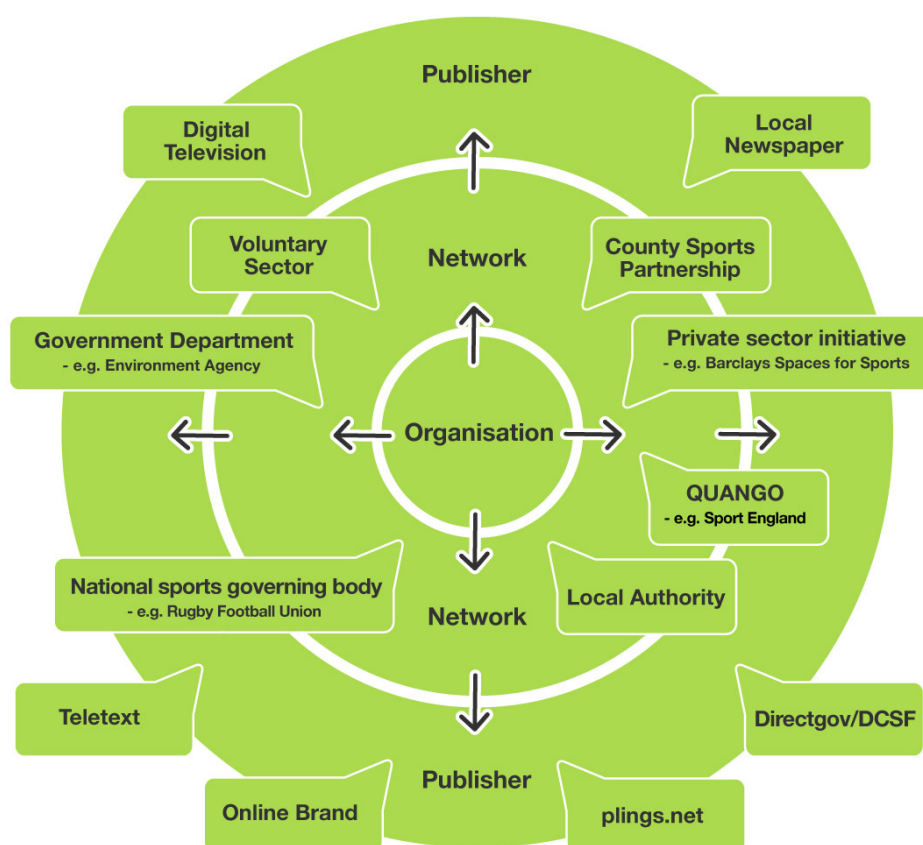 Publisher
Digital
Television
Local
Newspaper
Voluntary
Sector
Network
County Sports
Partnership
Government Department
- e.g. Environment Agency
Private sector initiative
- e.g. Barclays Spaces for Sports
Organisation
QUANGO
- e.g. Sport England
National sports governing body
- e.g. Rugby Football Union
Network
Local Authority
Teletext
Directgov/DCSF
Publisher
Online Brand
plings.net